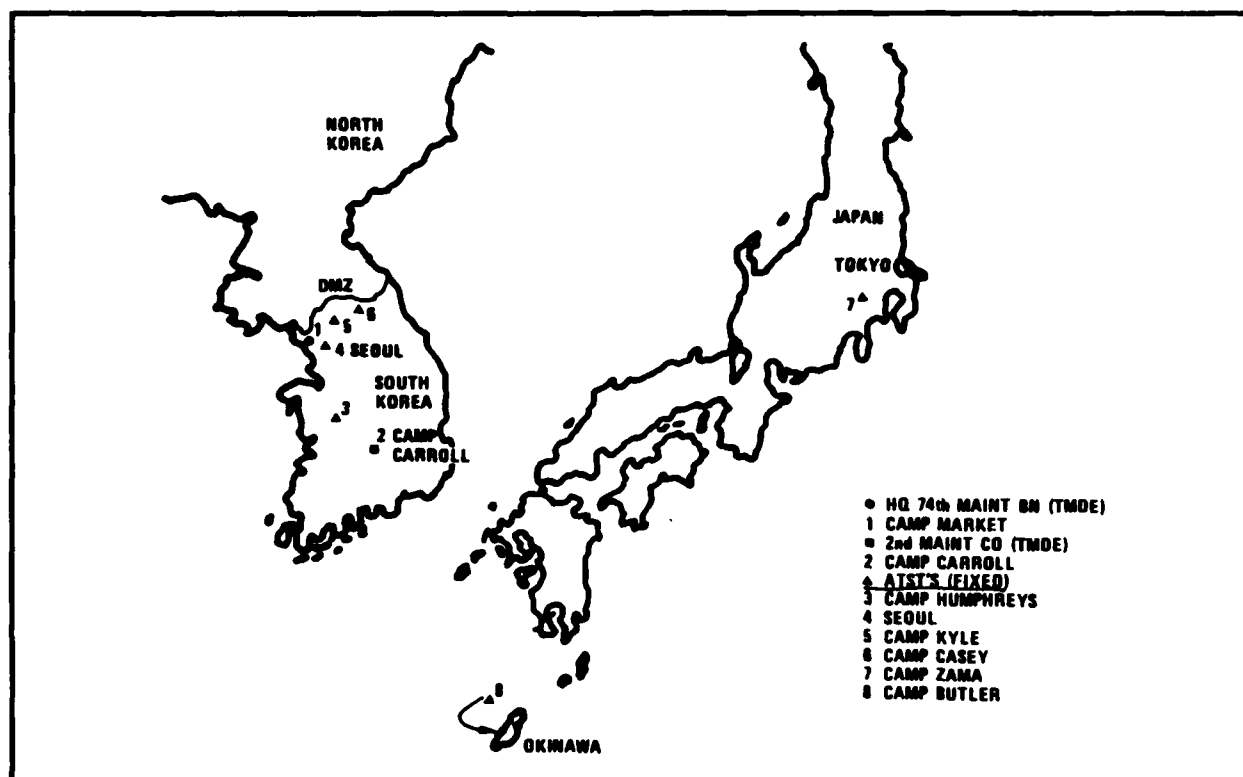 NORTH
KOREA
JAPAN
TOKYO
7
DMZ
6
1
5
4 SEOUL
SOUTH
KOREA
3
2 CAMP
CARROLL
8
OKINAWA
HQ 74th MAINT BN (TMDE)
1 CAMP MARKET
2nd MAINT CO (TMDE)
2 CAMP CARROLL
ATST'S (FIXED)
3 CAMP HUMPHREYS
4 SEOUL
5 CAMP KYLE
6 CAMP CASEY
7 CAMP ZAMA
8 CAMP BUTLER